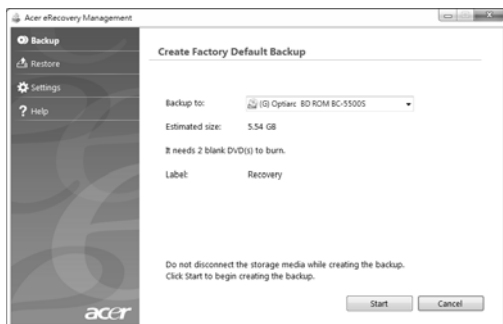 Acer eRecovery Management
Backup
Restore
Settings
Help
Create Factory Default Backup
Backup to: (G) Optiarc BD ROM BC-5500S
Estimated size: 5.54 GB
It needs 2 blank DVD(s) to burn.
Label: Recovery
Do not disconnect the storage media while creating the backup.
Click Start to begin creating the backup.
Start Cancel
acer